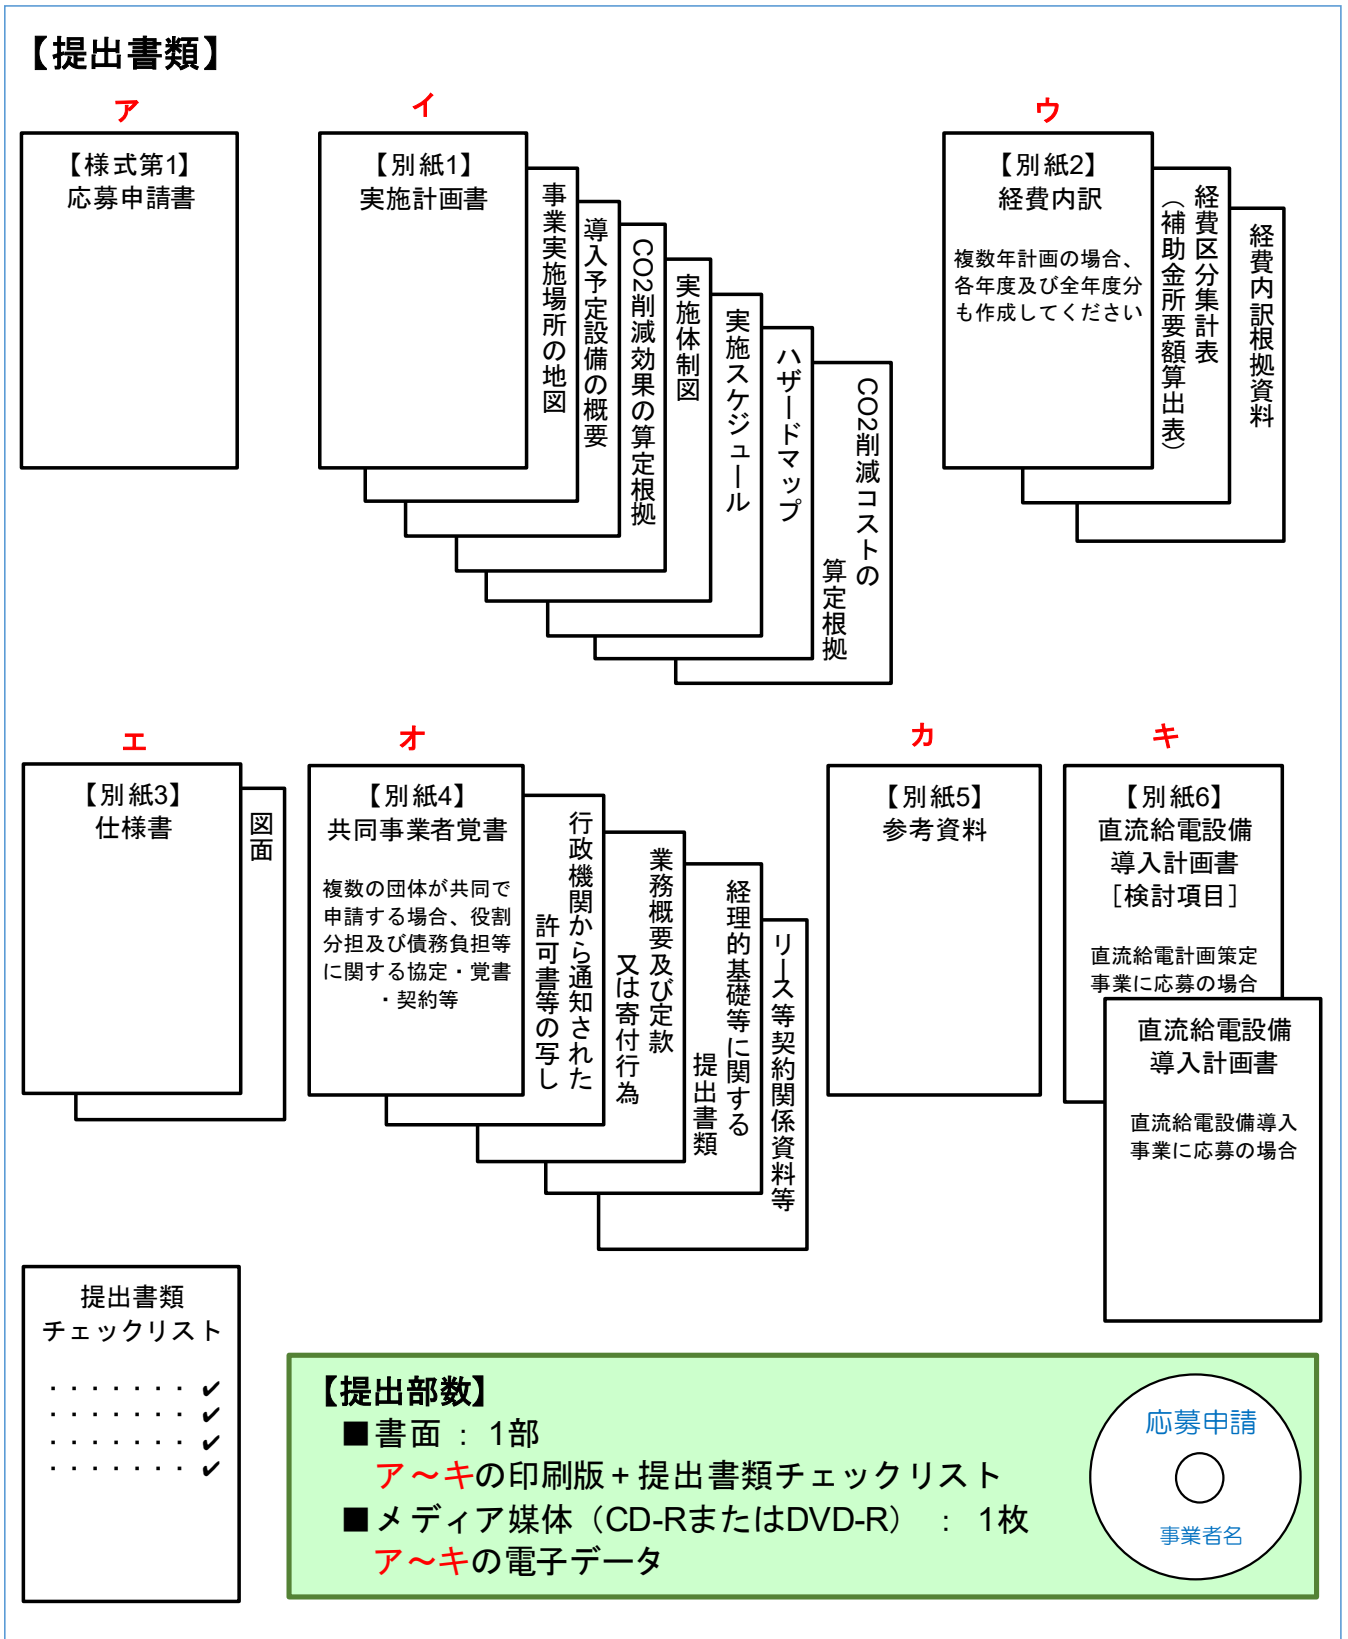 【提出書類】
ア
【様式第1】
応募申請書
イ
【別紙1】
実施計画書
事業実施場所の地図
導入予定設備の概要
CO2削減効果の算定根拠
実施体制図
実施スケジュール
ハザードマップ
CO2削減コストの
算定根拠
ウ
【別紙2】
経費内訳
複数年計画の場合、
各年度及び全年度分
も作成してください
経費区分集計表
（補助金所要額算出表）
経費内訳根拠資料
エ
【別紙3】
仕様書
図面
オ
【別紙4】
共同事業者覚書
複数の団体が共同で
申請する場合、役割
分担及び債務負担等
に関する協定・覚書
・契約等
行政機関から通知された
許可書等の写し
業務概要及び定款
又は寄付行為
経理的基礎等に関する
提出書類
リース等契約関係資料等
カ
【別紙5】
参考資料
キ
【別紙6】
直流給電設備
導入計画書
［検討項目］
直流給電計画策定
事業に応募の場合
直流給電設備
導入計画書
直流給電設備導入
事業に応募の場合
提出書類
チェックリスト
・・・・・・・✔
・・・・・・・✔
・・・・・・・✔
・・・・・・・✔
【提出部数】
■書面 ： 1部
ア～キの印刷版＋提出書類チェックリスト
■メディア媒体（CD-RまたはDVD-R） ： 1枚
ア～キの電子データ
応募申請
事業者名